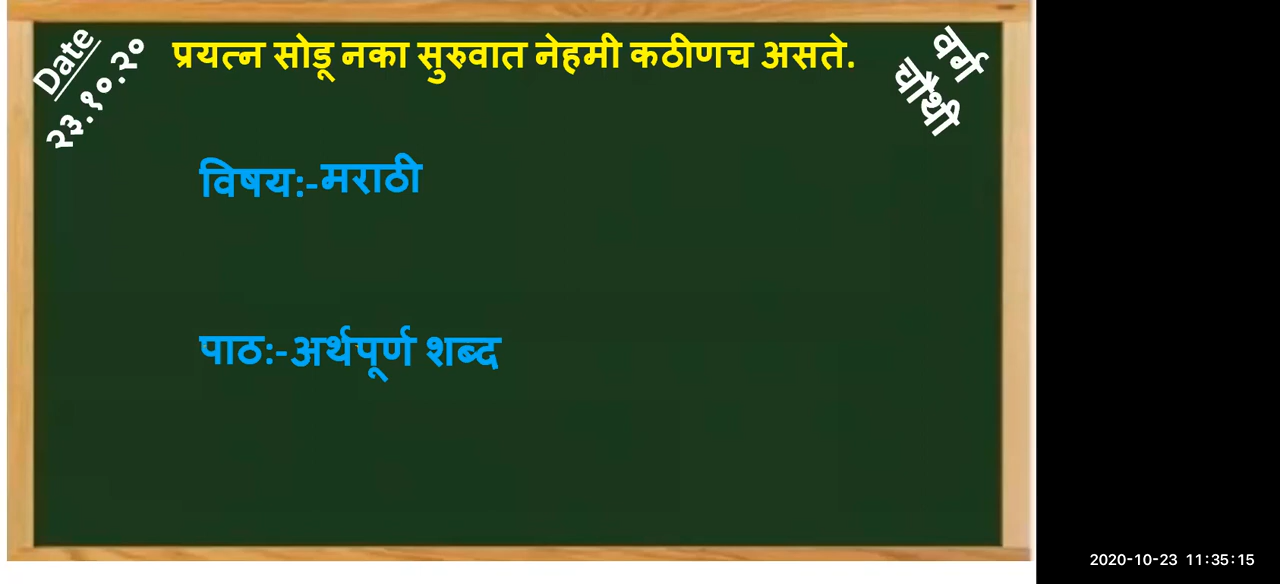 Date
२३.१०.२०
प्रयत्न सोडू नका सुरुवात नेहमी कठीणच असते.
वर्ग
चौथी
विषय:-मराठी
पाठ:-अर्थपूर्ण शब्द
2020-10-23 11:35:15